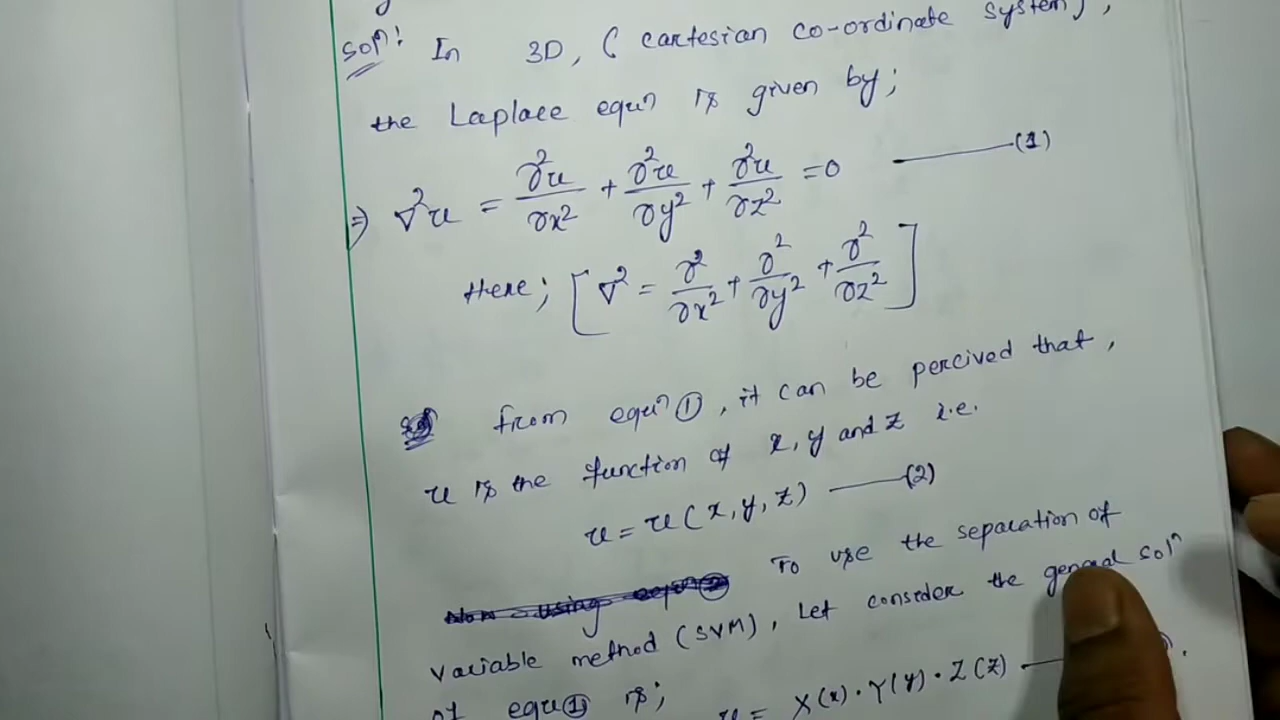 Solⁿ: In 3D, ( cartesian co-ordinate system),
the Laplace equⁿ is given by;
⇒ ∇²u = ∂²u/∂x² + ∂²u/∂y² + ∂²u/∂z² = 0 —— (1)
Here; [∇² = ∂²/∂x² + ∂²/∂y² + ∂²/∂z²]
from equⁿ ①, it can be percived that,
u is the function of x, y and z i.e.
u = u(x, y, z) —— (2)
To use the separation of
variable method (SVM), Let consider the general solⁿ
of equ ① is;
u = X(x)·Y(y)·Z(z) ——